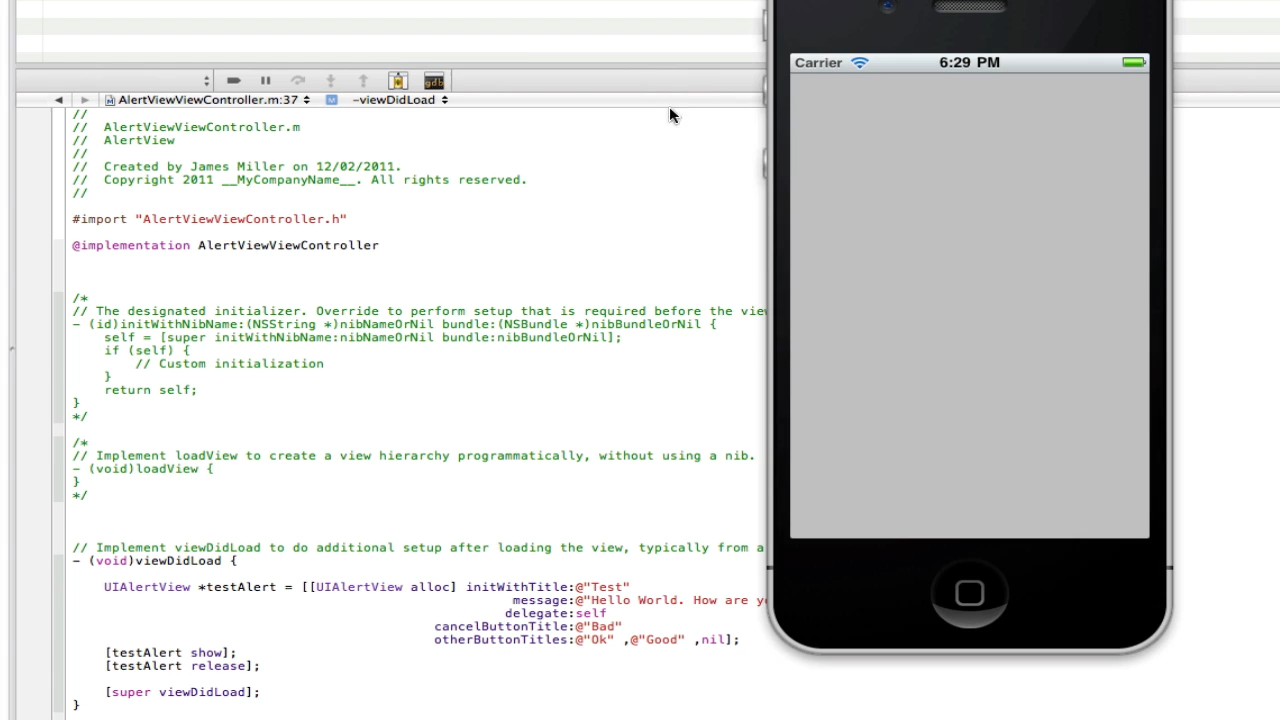 Carrier
6:29 PM
gdb
AlertViewViewController.m:37
M
-viewDidLoad
//
//  AlertViewViewController.m
//  AlertView
//
//  Created by James Miller on 12/02/2011.
//  Copyright 2011 __MyCompanyName__. All rights reserved.
//
#import "AlertViewViewController.h"
@implementation AlertViewViewController
/*
// The designated initializer. Override to perform setup that is required before the
- (id)initWithNibName:(NSString *)nibNameOrNil bundle:(NSBundle *)nibBundleOrNil {
    self = [super initWithNibName:nibNameOrNil bundle:nibBundleOrNil];
    if (self) {
        // Custom initialization
    }
    return self;
}
*/
/*
// Implement loadView to create a view hierarchy programmatically, without using a nib.
- (void)loadView {
}
*/
// Implement viewDidLoad to do additional setup after loading the view, typically from a
- (void)viewDidLoad {
    UIAlertView *testAlert = [[UIAlertView alloc] initWithTitle:@"Test"
message:@"Hello World. How are
delegate:self
cancelButtonTitle:@"Bad"
otherButtonTitles:@"Ok" ,@"Good" ,nil];
    [testAlert show];
    [testAlert release];
    [super viewDidLoad];
}